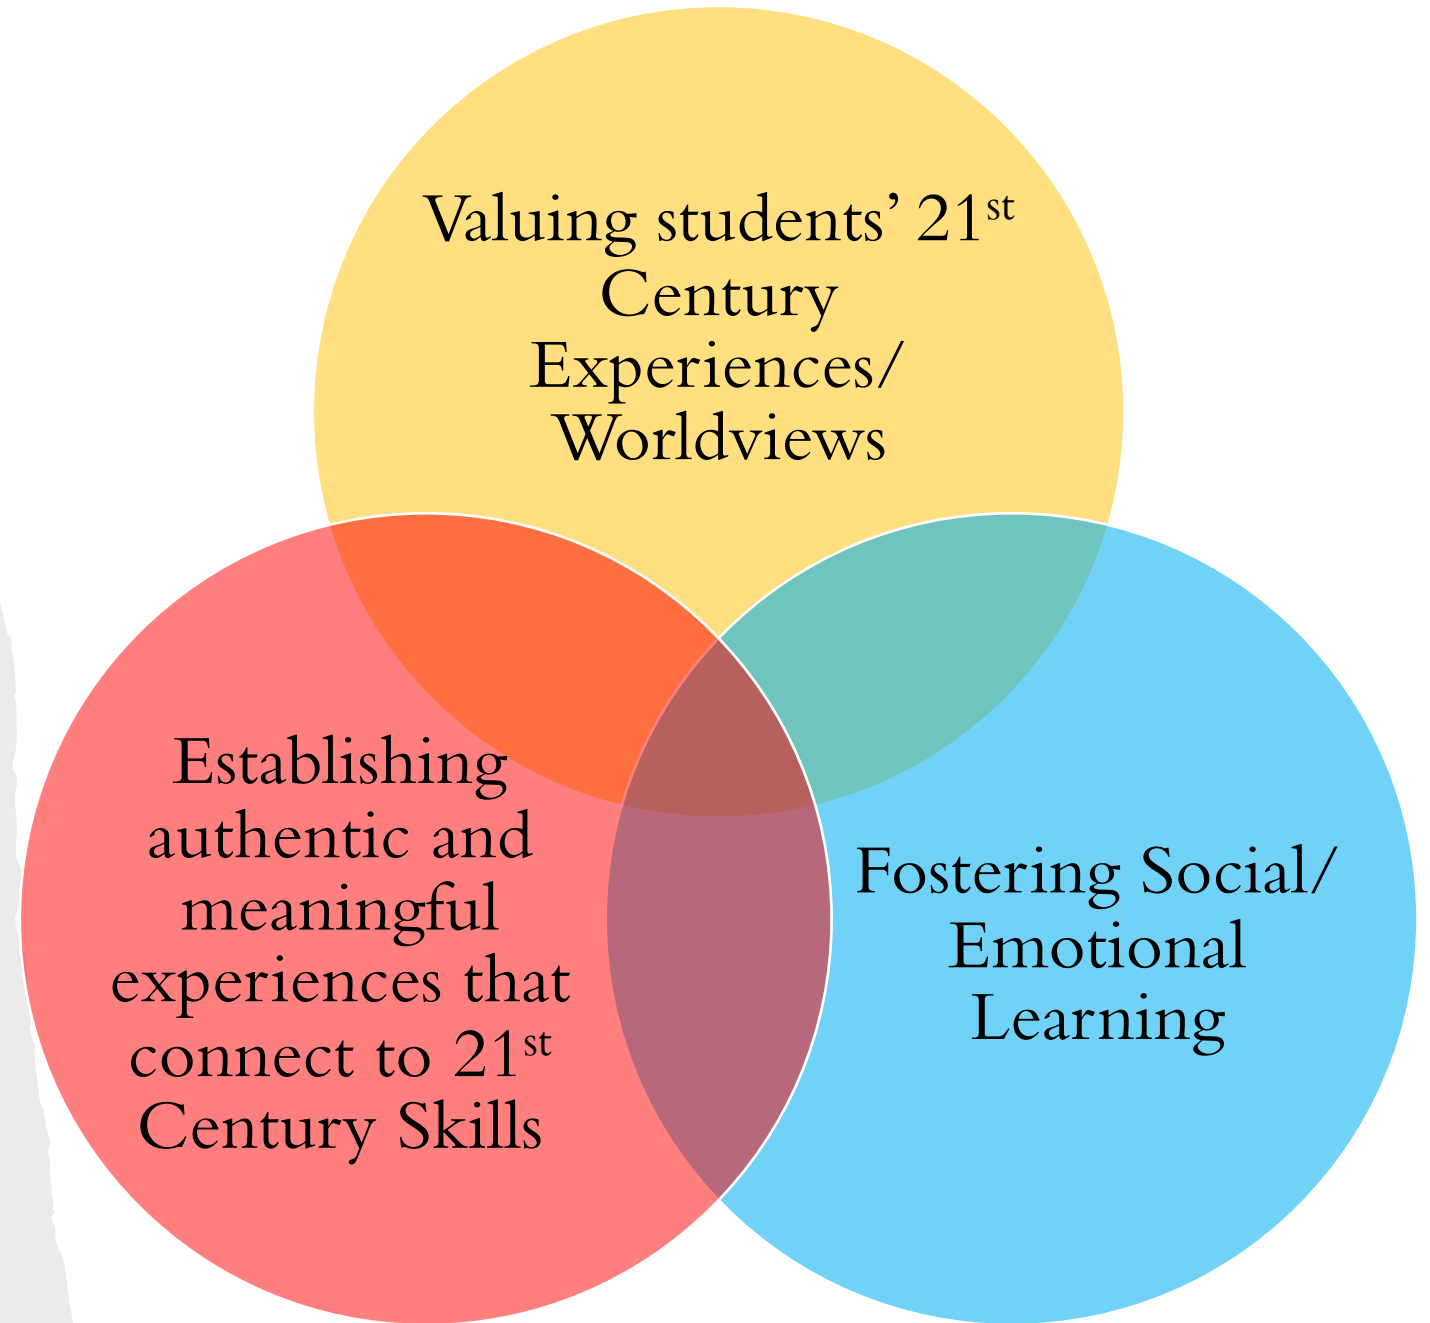 Valuing students’ 21st
Century
Experiences/
Worldviews
Establishing
authentic and
meaningful
experiences that
connect to 21st
Century Skills
Fostering Social/
Emotional
Learning